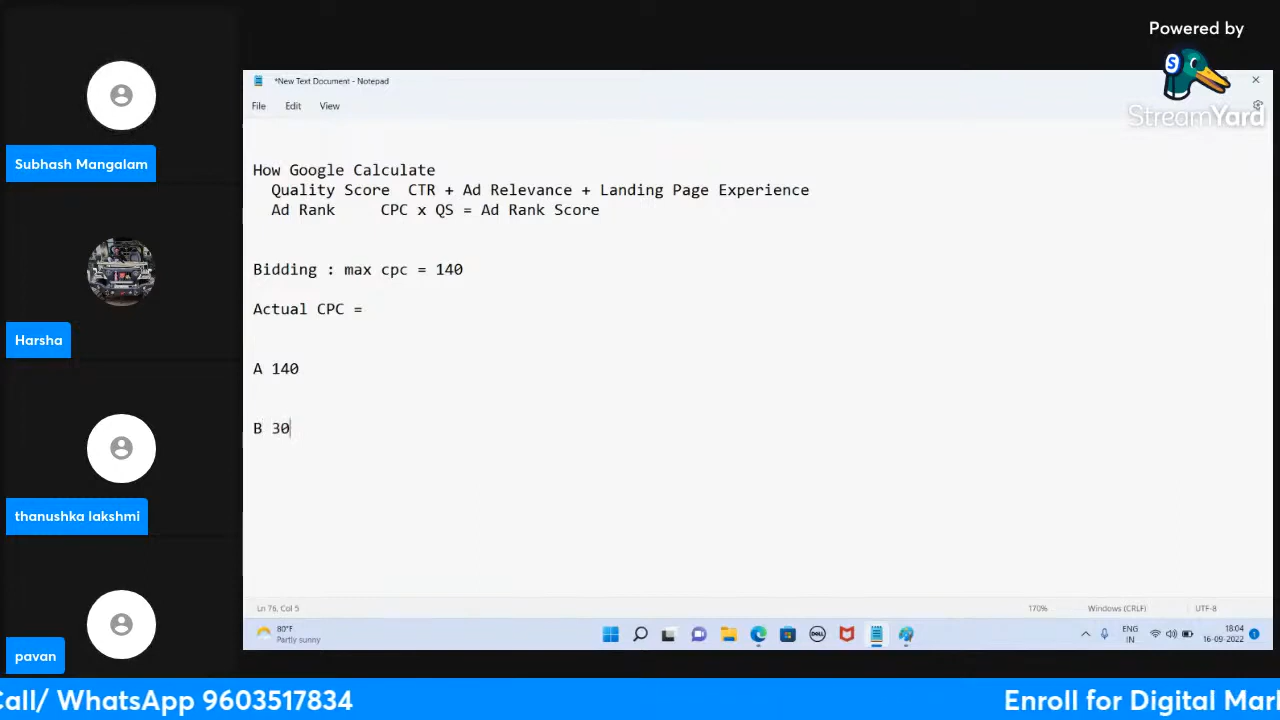 Powered by
StreamYard
Subhash Mangalam
Harsha
thanushka lakshmi
pavan
*New Text Document - Notepad
File Edit View
How Google Calculate
Quality Score CTR + Ad Relevance + Landing Page Experience
Ad Rank CPC x QS = Ad Rank Score
Bidding : max cpc = 140
Actual CPC =
A 140
B 30
Ln 76, Col 5 170% Windows (CRLF) UTF-8
80°F
Partly sunny
DELL
ENG
IN
18:04
16-09-2022
1
Call/ WhatsApp 9603517834
Enroll for Digital Mark